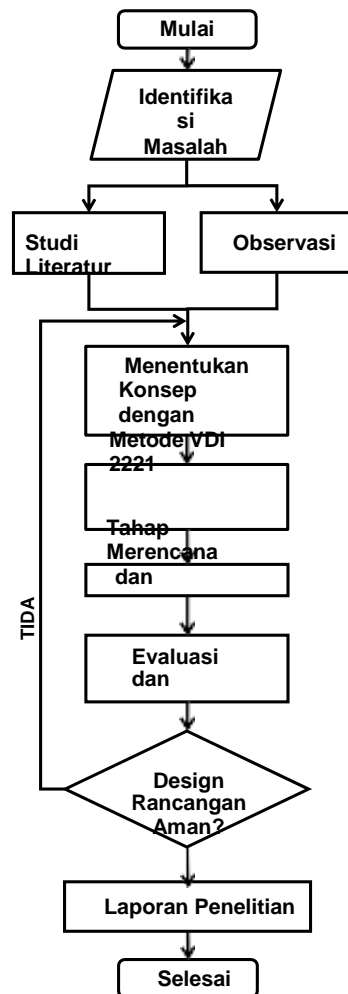 Mulai
Identifika
si
Masalah
Studi
Literatur
Observasi
Menentukan
Konsep
dengan
Metode VDI
2221
Tahap
Merencana
dan
TIDA
Evaluasi
dan
Design
Rancangan
Aman?
Laporan Penelitian
Selesai